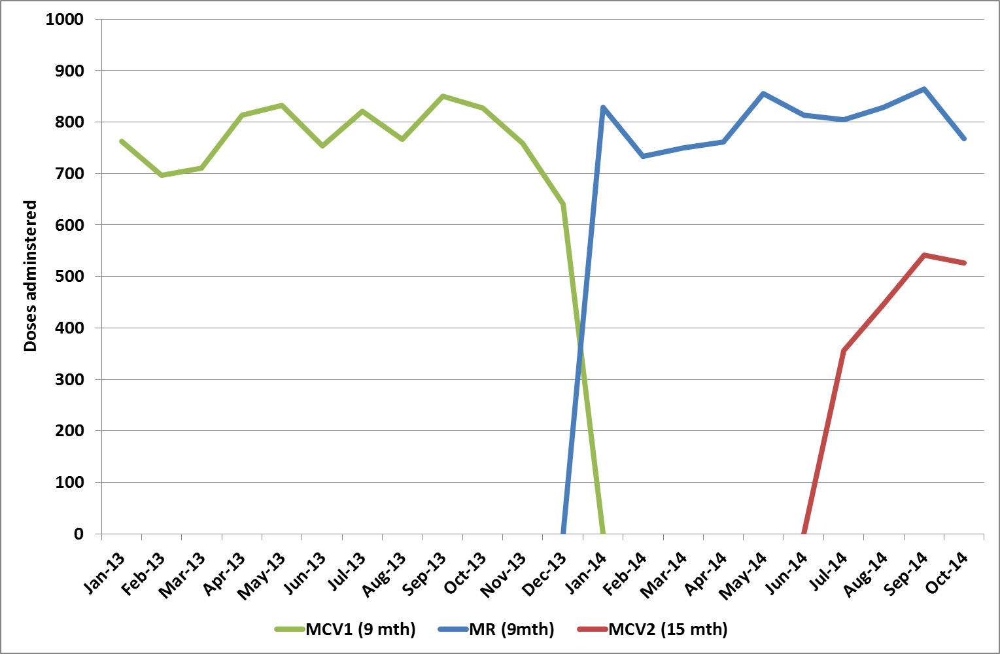 1000
900
800
700
600
500
400
300
200
100
0
Doses adminstered
Jan-13
Feb-13
Mar-13
Apr-13
May-13
Jun-13
Jul-13
Aug-13
Sep-13
Oct-13
Nov-13
Dec-13
Jan-14
Feb-14
Mar-14
Apr-14
May-14
Jun-14
Jul-14
Aug-14
Sep-14
Oct-14
MCV1 (9 mth) MR (9mth) MCV2 (15 mth)